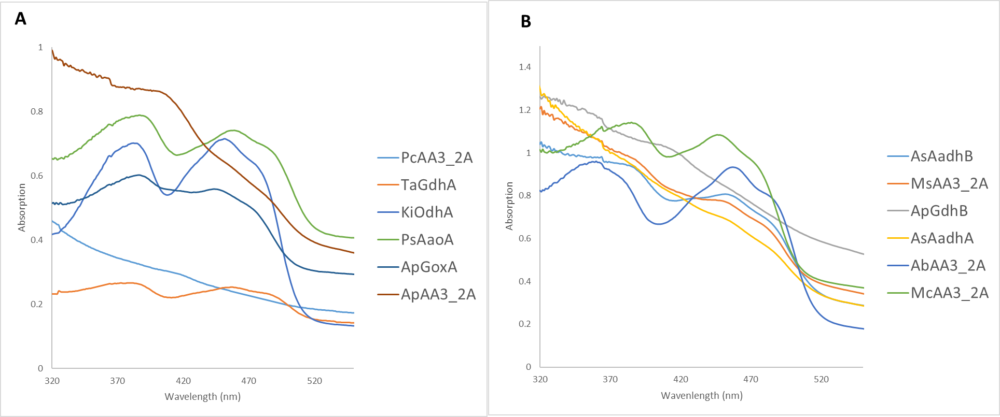 A
1
0.8
0.6
0.4
0.2
0
Absorption
320 370 420 470 520
Wavelength (nm)
PcAA3_2A
TaGdhA
KiOdhA
PsAaoA
ApGoxA
ApAA3_2A
B
1.4
1.2
1
0.8
0.6
0.4
0.2
0
Absorption
320 370 420 470 520
Wavenlength (nm)
AsAadhB
MsAA3_2A
ApGdhB
AsAadhA
AbAA3_2A
McAA3_2A